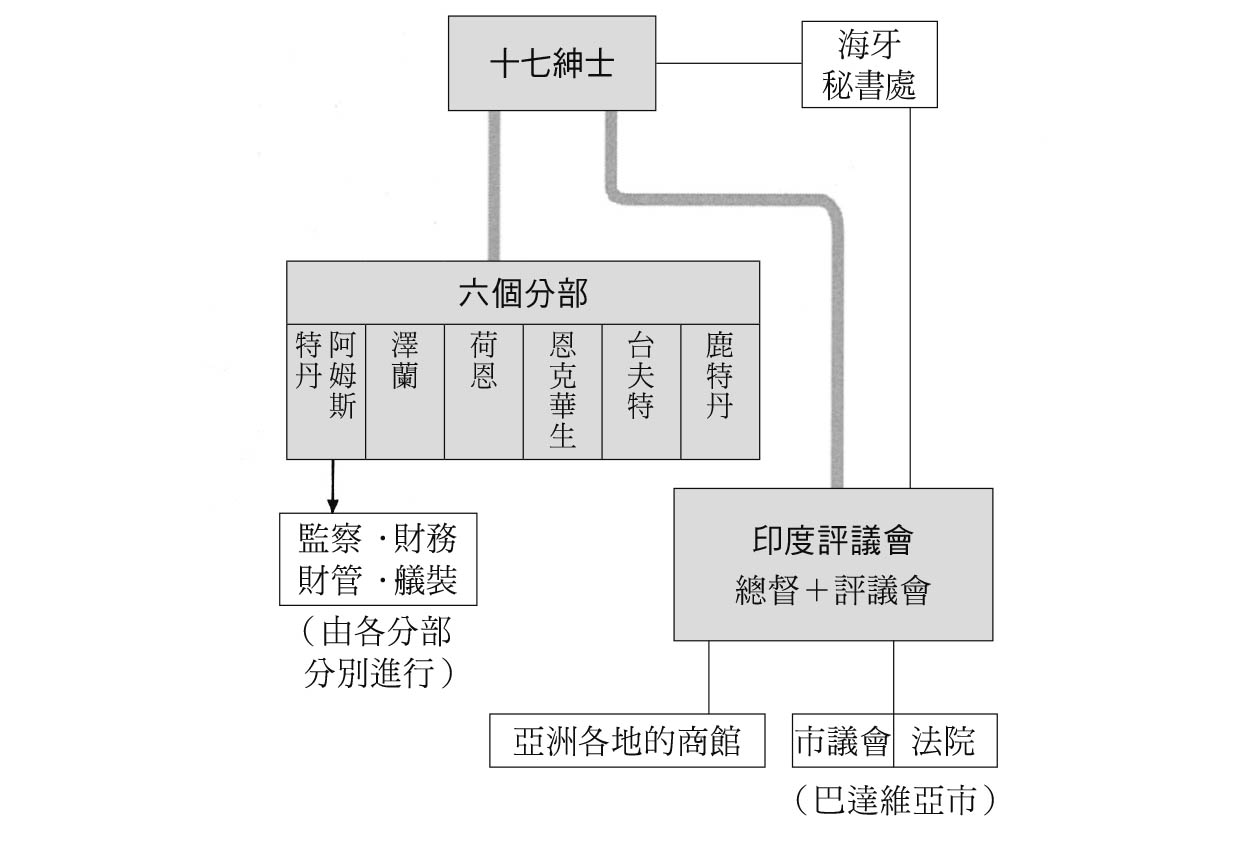 十七紳士
海牙
秘書處
六個分部
阿姆斯
特丹
澤蘭
荷恩
恩克華生
台夫特
鹿特丹
監察・財務
財管・艤裝
（由各分部
分別進行）
印度評議會
總督＋評議會
亞洲各地的商館
市議會
法院
（巴達維亞市）